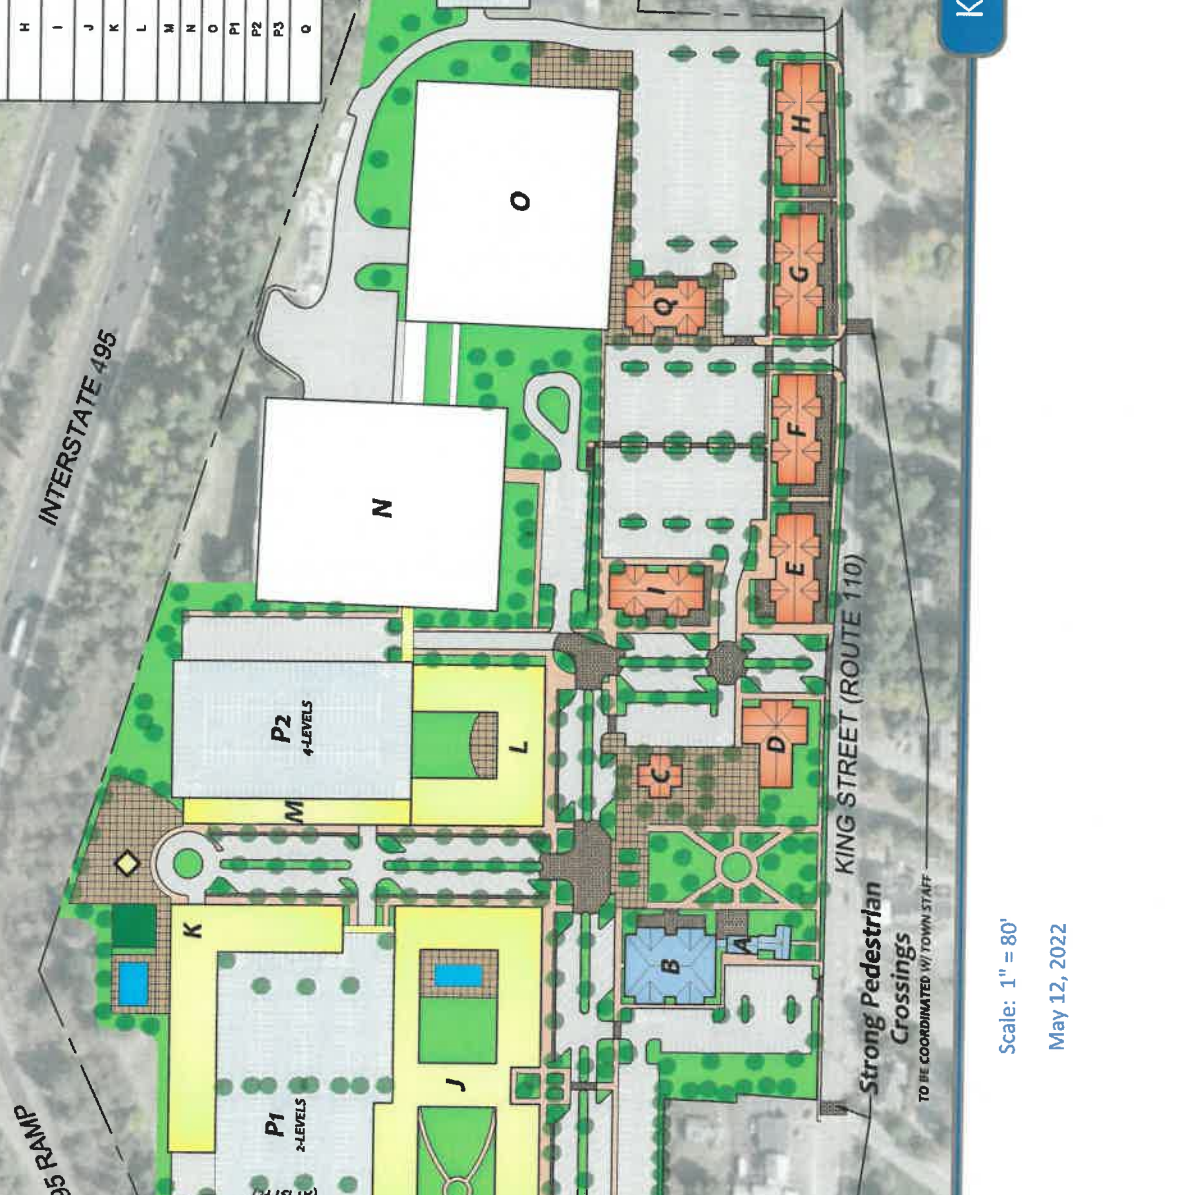 H
I
J
K
L
M
N
O
P1
P2
P3
Q
K
INTERSTATE 495
95 RAMP
O
H
G
Q
N
F
E
I
P2
4-LEVELS
M
L
K
C
D
B
A
J
P1
2-LEVELS
KING STREET (ROUTE 110)
Strong Pedestrian
Crossings
TO BE COORDINATED W/ TOWN STAFF
Scale: 1" = 80'
May 12, 2022